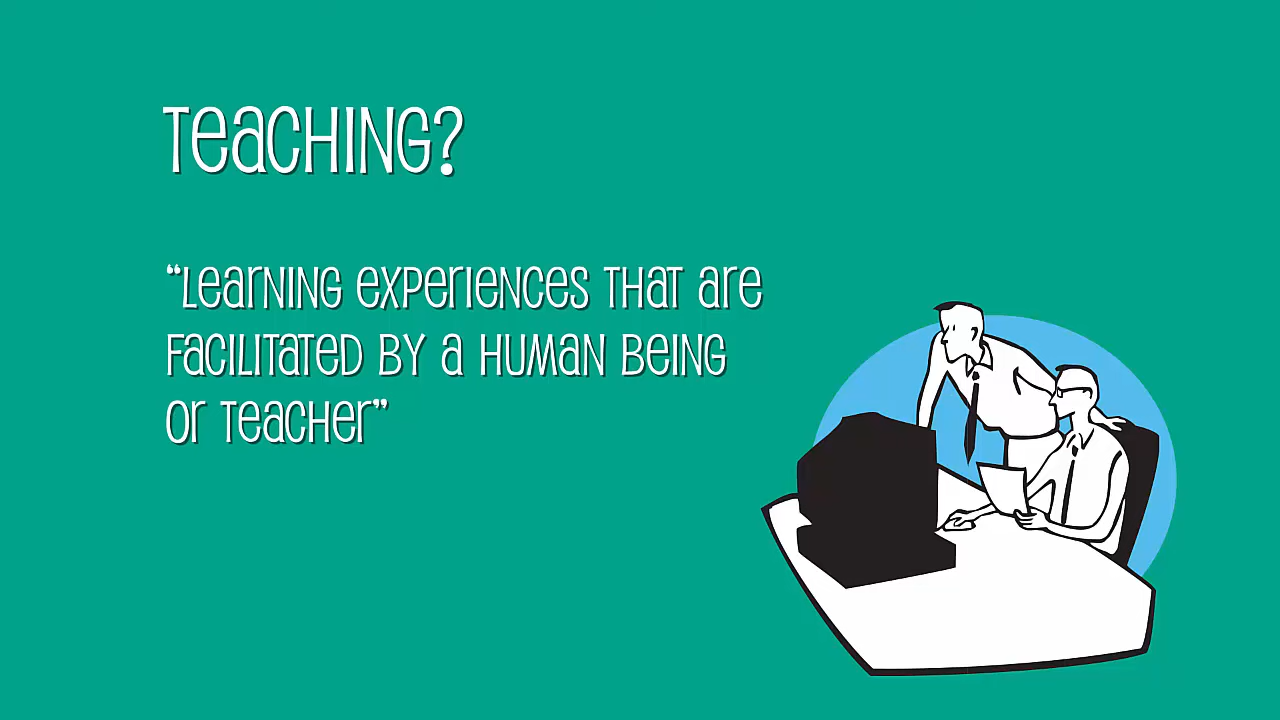 Teaching?
“Learning experiences that are
facilitated by a human being
or teacher”